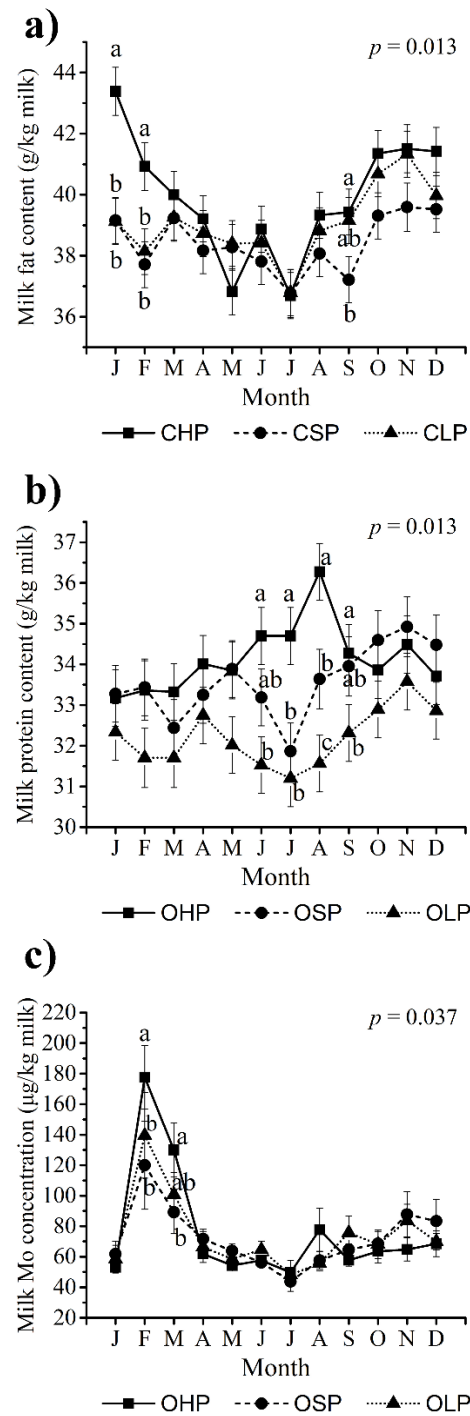 a)
p = 0.013
Milk fat content (g/kg milk)
44
42
40
38
36
a
a
b
b
b
b
a
ab
b
J F M A M J J A S O N D
Month
CHP CSP CLP
b)
p = 0.013
Milk protein content (g/kg milk)
37
36
35
34
33
32
31
30
a
a
a
a
ab
b
b
ab
b
b
c
b
J F M A M J J A S O N D
Month
OHP OSP OLP
c)
p = 0.037
Milk Mo concentration (µg/kg milk)
220
200
180
160
140
120
100
80
60
40
20
a
b
a
ab
b
b
J F M A M J J A S O N D
Month
OHP OSP OLP